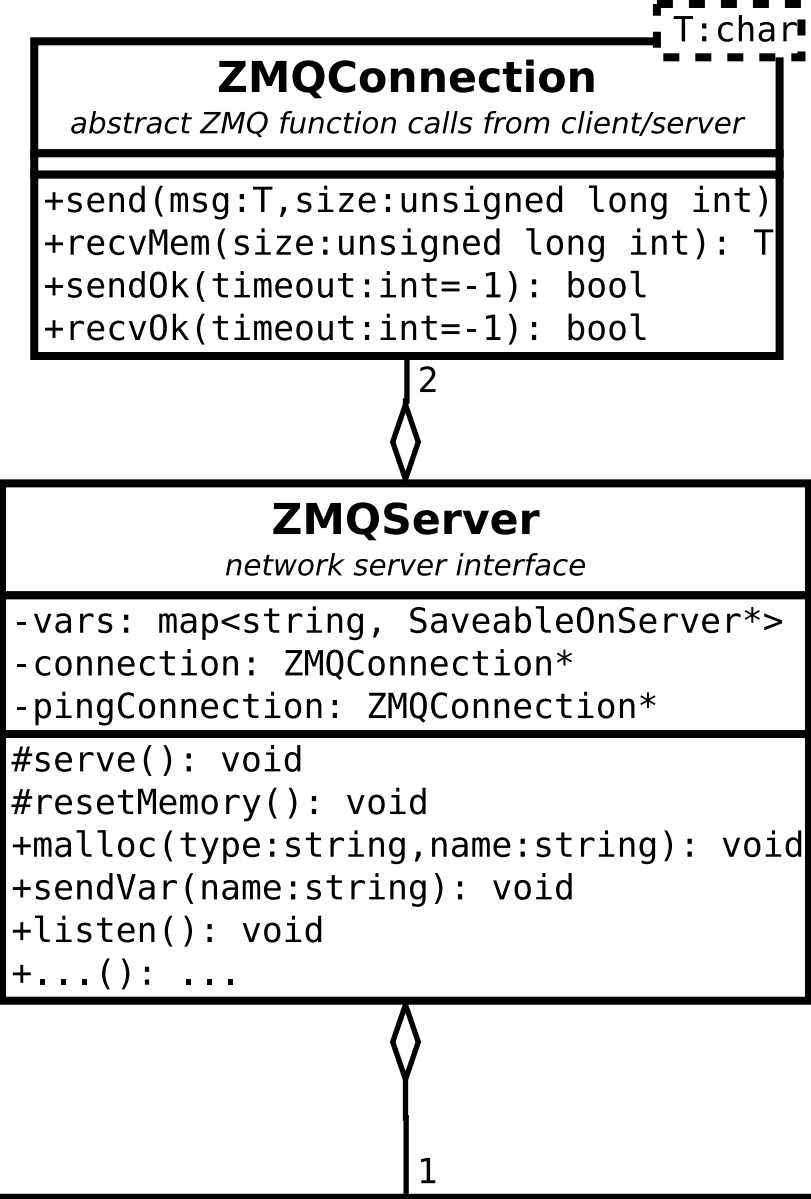 T:char
ZMQConnection
abstract ZMQ function calls from client/server
+send(msg:T,size:unsigned long int)
+recvMem(size:unsigned long int): T
+sendOk(timeout:int=-1): bool
+recvOk(timeout:int=-1): bool
2
ZMQServer
network server interface
-vars: map<string, SaveableOnServer*>
-connection: ZMQConnection*
-pingConnection: ZMQConnection*
#serve(): void
#resetMemory(): void
+malloc(type:string,name:string): void
+sendVar(name:string): void
+listen(): void
+...(): ...
1